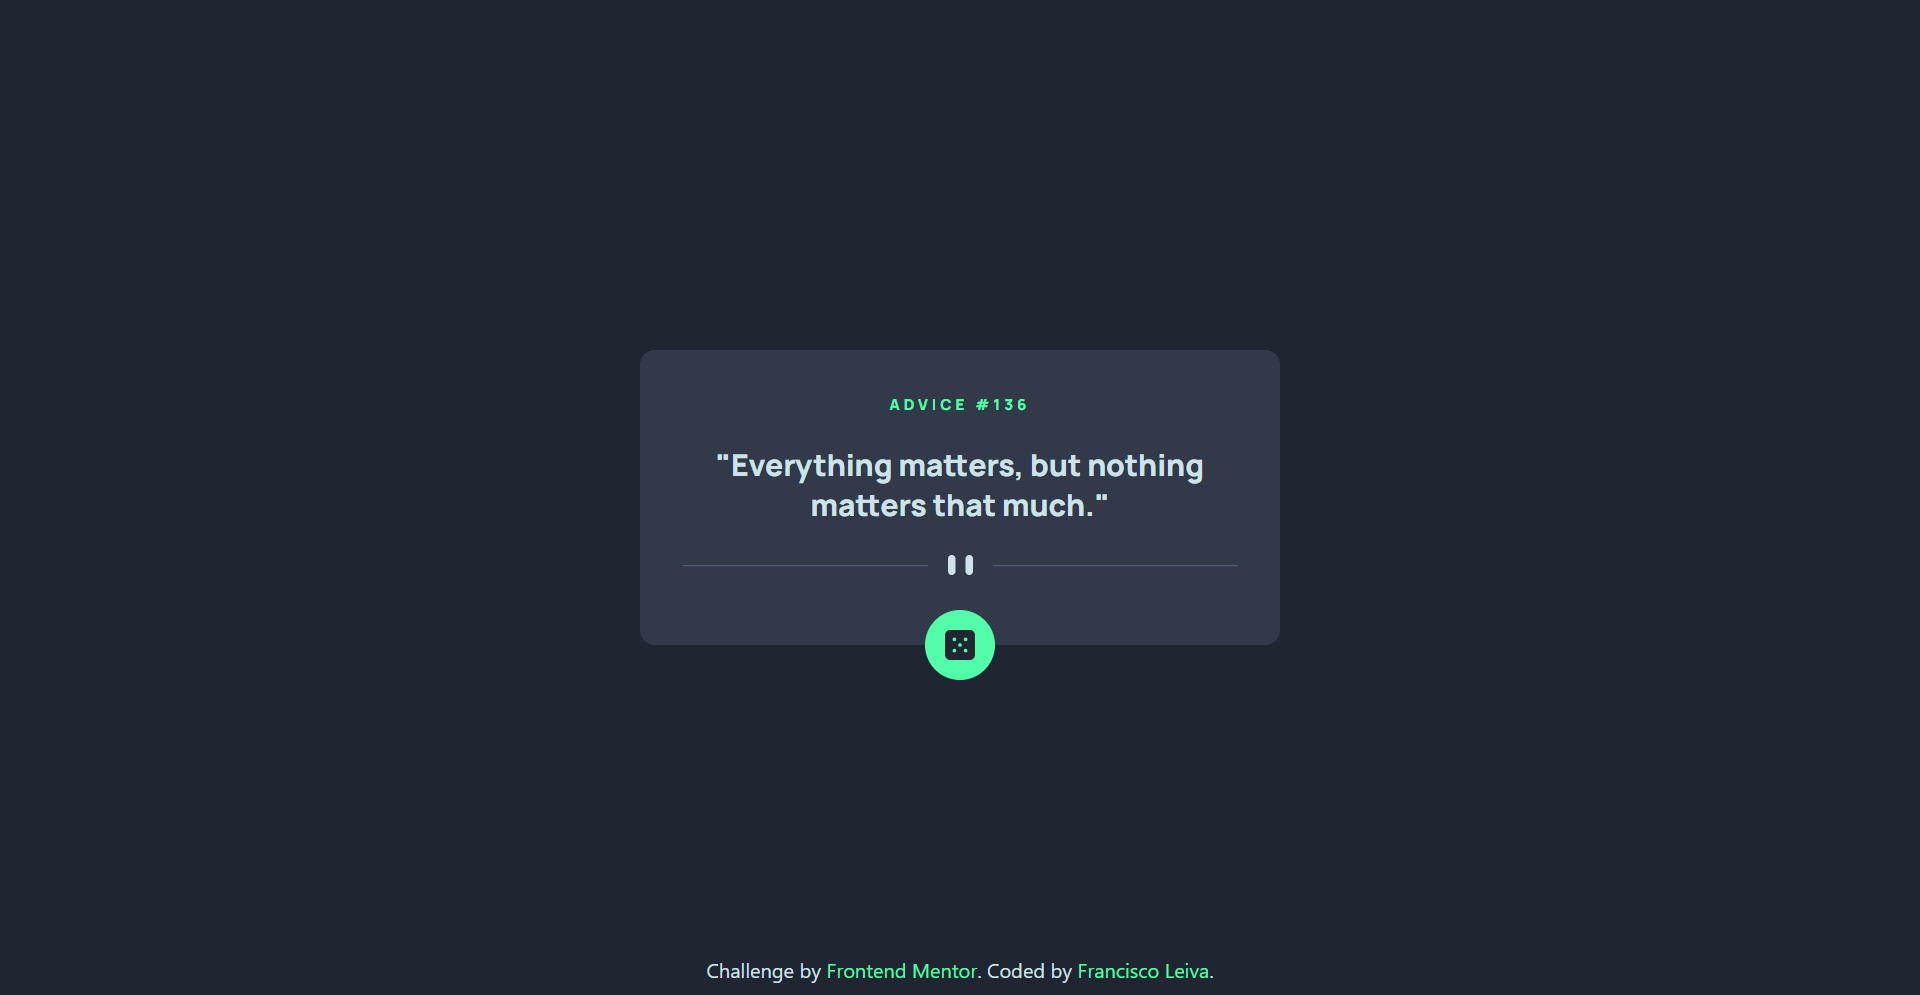 ADVICE #136
"Everything matters, but nothing
matters that much."
Challenge by Frontend Mentor. Coded by Francisco Leiva.